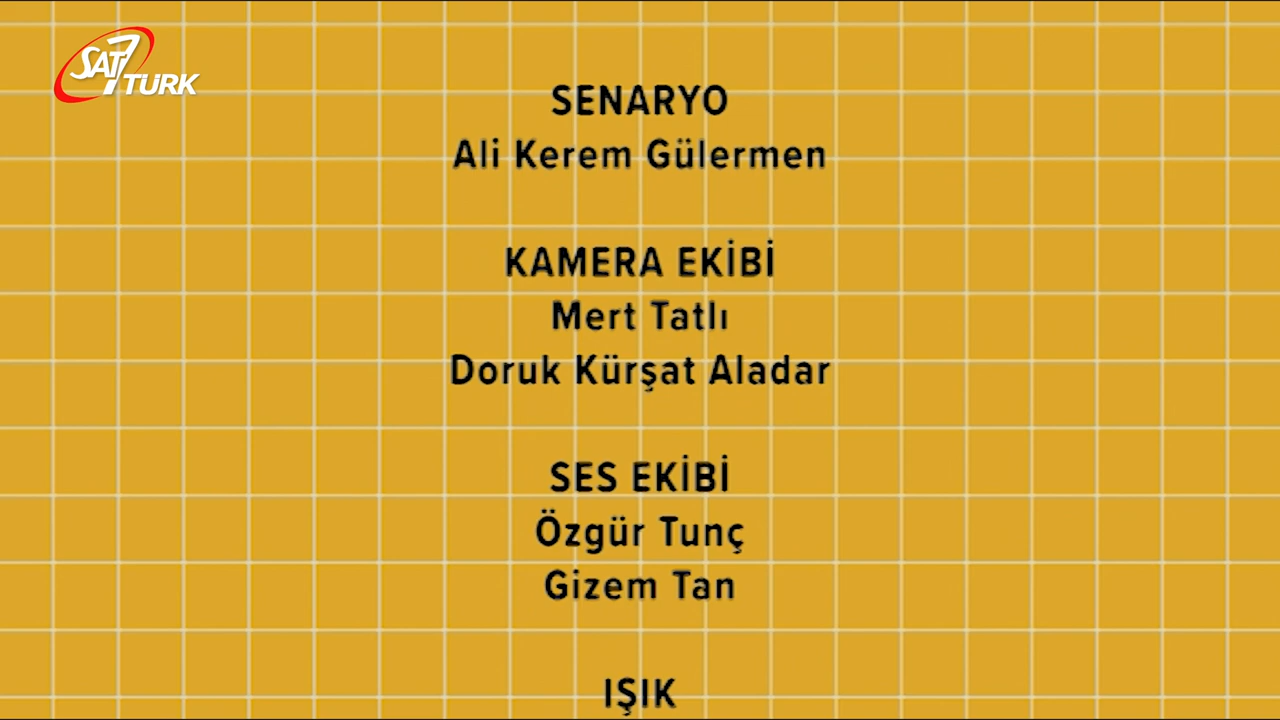 SAT7 TÜRK
SENARYO
Ali Kerem Gülermen
KAMERA EKİBİ
Mert Tatlı
Doruk Kürşat Aladar
SES EKİBİ
Özgür Tunç
Gizem Tan
IŞIK